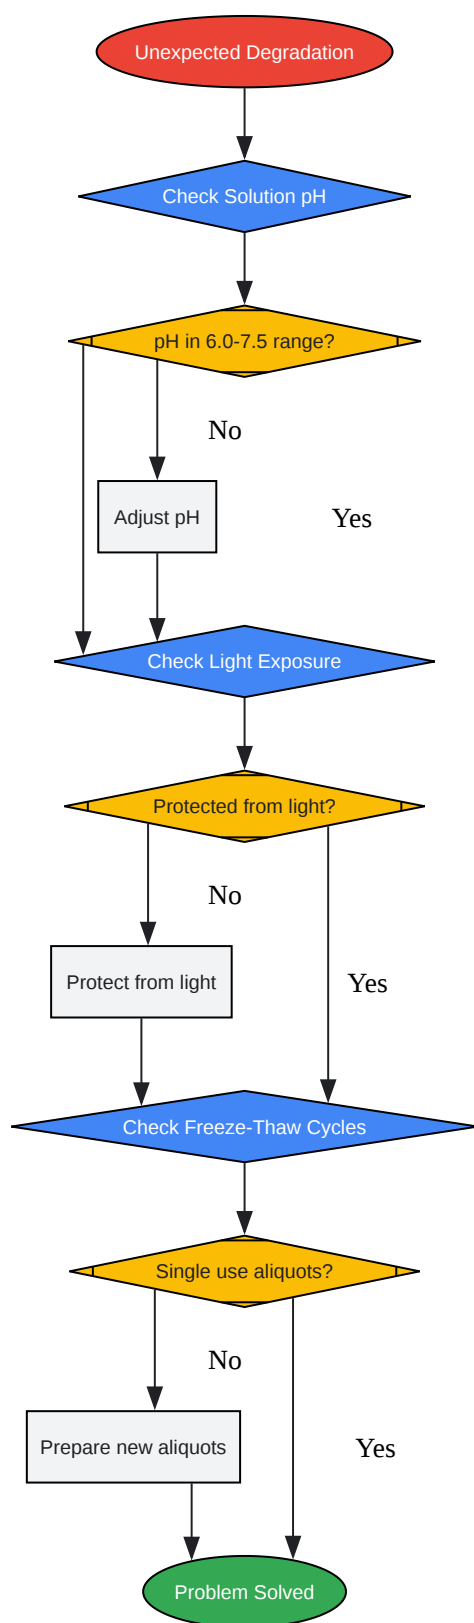 Unexpected Degradation
Check Solution pH
pH in 6.0-7.5 range?
No
Adjust pH
Yes
Check Light Exposure
Protected from light?
No
Protect from light
Yes
Check Freeze-Thaw Cycles
Single use aliquots?
No
Prepare new aliquots
Yes
Problem Solved